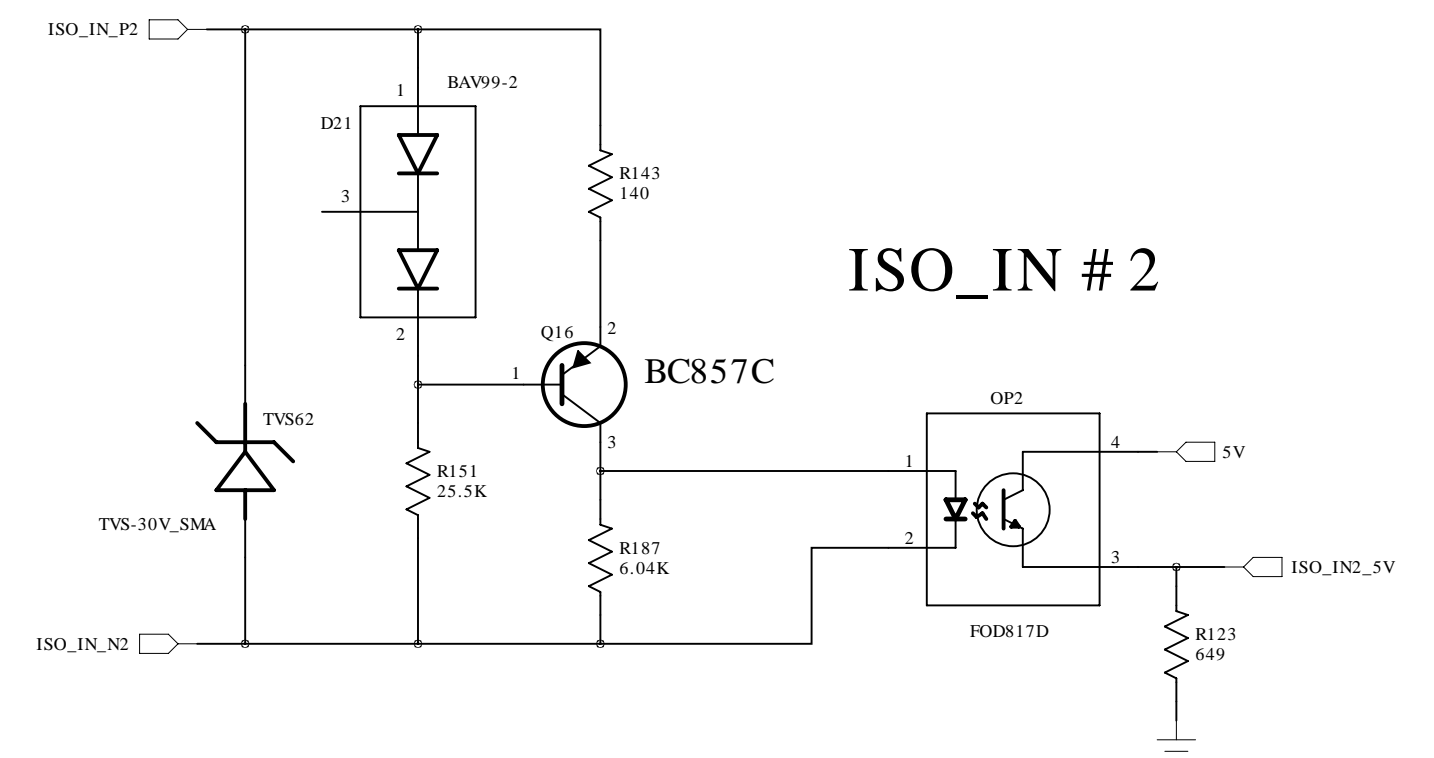 ISO_IN_P2
BAV99-2
1
D21
3
2
R143
140
ISO_IN # 2
Q16
2
1
BC857C
3
TVS62
TVS-30V_SMA
R151
25.5K
OP2
1
4
5V
2
3
ISO_IN2_5V
FOD817D
R187
6.04K
ISO_IN_N2
R123
649